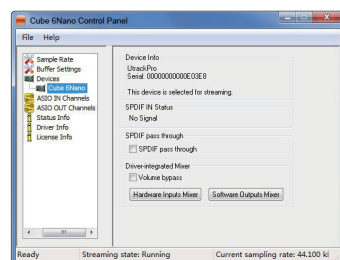 Cube 6Nano Control Panel
File Help
Sample Rate
Buffer Settings
Devices
Cube 6Nano
ASIO IN Channels
ASIO OUT Channels
Status Info
Driver Info
License Info
Device Info
UtrackPro
Serial: 00000000000E03E8
This device is selected for streaming.
SPDIF IN Status
No Signal
SPDIF pass through
SPDIF pass through
Driver-integrated Mixer
Volume bypass
Hardware Inputs Mixer Software Outputs Mixer
Ready Streaming state: Running Current sampling rate: 44.100 kl